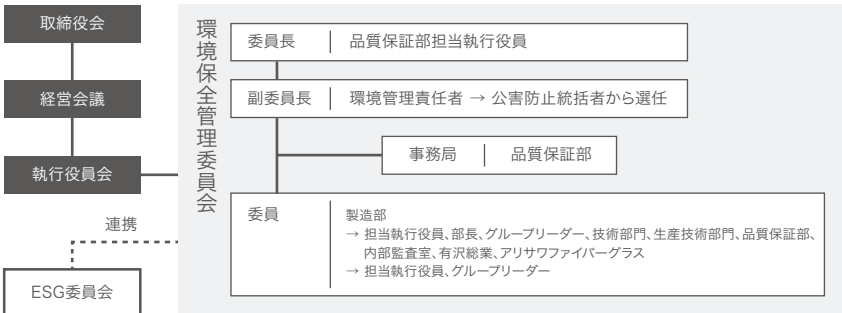 取締役会
経営会議
執行役員会
連携
ESG委員会
環境保全管理委員会
委員長 | 品質保証部担当執行役員
副委員長 | 環境管理責任者 → 公害防止統括者から選任
事務局 | 品質保証部
委員
製造部
→ 担当執行役員、部長、グループリーダー、技術部門、生産技術部門、品質保証部、
内部監査室、有沢総業、アリサワファイバーグラス
→ 担当執行役員、グループリーダー